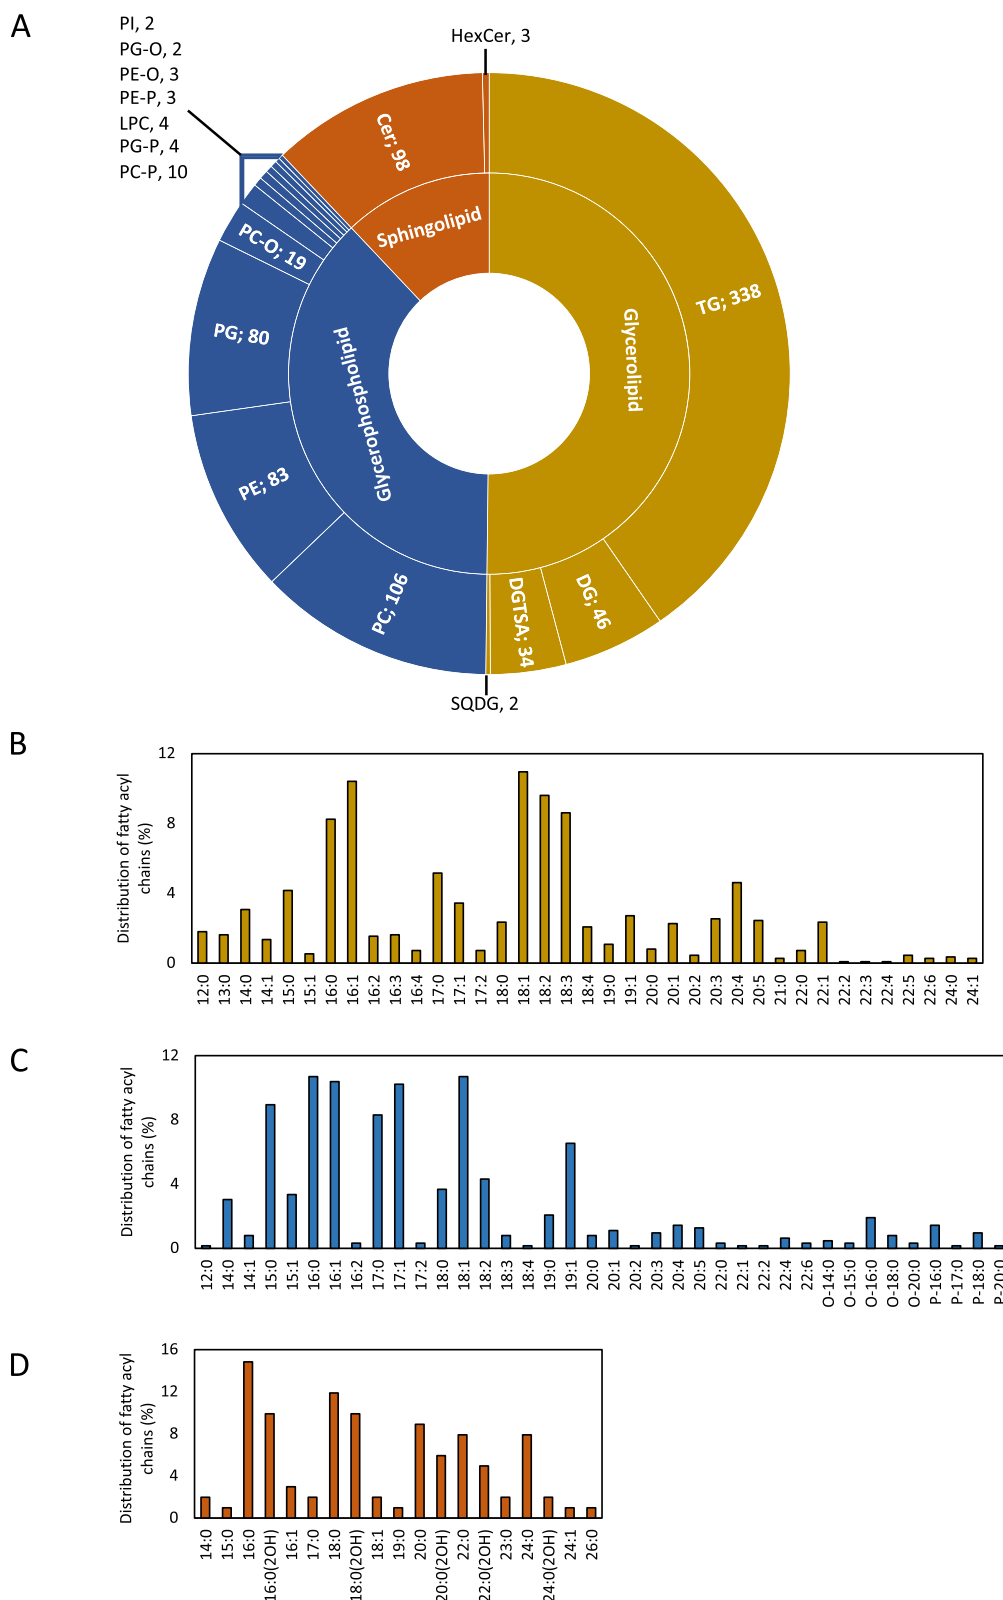 A
PI, 2
PG-O, 2
PE-O, 3
PE-P, 3
LPC, 4
PG-P, 4
PC-P, 10
HexCer, 3
Cer; 98
Sphingolipid
PC-O; 19
PG; 80
PE; 83
PC; 106
Glycerophospholipid
Glycerolipid
TG; 338
DG; 46
DGTSA; 34
SQDG, 2
B
Distribution of fatty acyl
chains (%)
12
8
4
0
12:0
13:0
14:0
14:1
15:0
15:1
16:0
16:1
16:2
16:3
16:4
17:0
17:1
17:2
18:0
18:1
18:2
18:3
18:4
19:0
19:1
20:0
20:1
20:2
20:3
20:4
20:5
21:0
22:0
22:1
22:2
22:3
22:4
22:5
22:6
24:0
24:1
C
Distribution of fatty acyl
chains (%)
12
8
4
0
12:0
14:0
14:1
15:0
15:1
16:0
16:1
16:2
17:0
17:1
17:2
18:0
18:1
18:2
18:3
18:4
19:0
19:1
20:0
20:1
20:2
20:3
20:4
20:5
22:0
22:1
22:2
22:4
22:6
O-14:0
O-15:0
O-16:0
O-18:0
O-20:0
P-16:0
P-17:0
P-18:0
P-20:0
D
Distribution of fatty acyl
chains (%)
16
12
8
4
0
14:0
15:0
16:0
16:0(2OH)
16:1
17:0
18:0
18:0(2OH)
18:1
19:0
20:0
20:0(2OH)
22:0
22:0(2OH)
23:0
24:0
24:0(2OH)
24:1
26:0